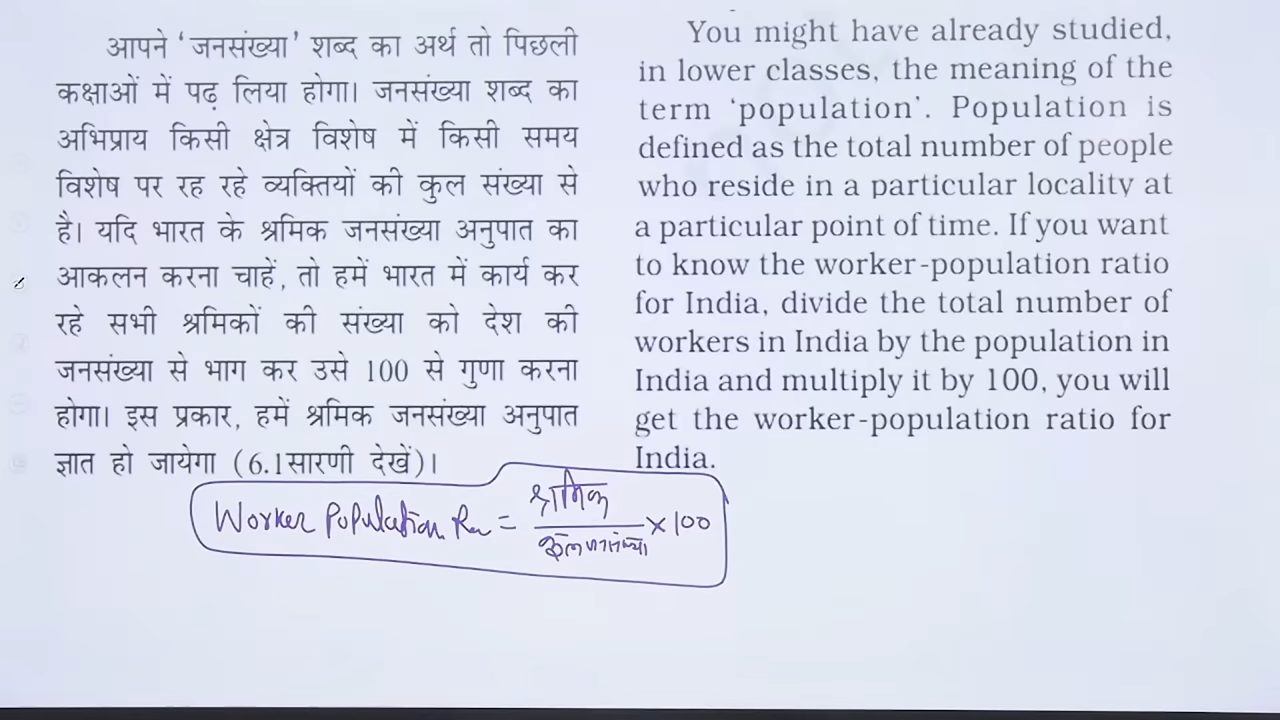 आपने ‘जनसंख्या’ शब्द का अर्थ तो पिछली
कक्षाओं में पढ़ लिया होगा। जनसंख्या शब्द का
अभिप्राय किसी क्षेत्र विशेष में किसी समय
विशेष पर रह रहे व्यक्तियों की कुल संख्या से
है। यदि भारत के श्रमिक जनसंख्या अनुपात का
आकलन करना चाहें, तो हमें भारत में कार्य कर
रहे सभी श्रमिकों की संख्या को देश की
जनसंख्या से भाग कर उसे 100 से गुणा करना
होगा। इस प्रकार, हमें श्रमिक जनसंख्या अनुपात
ज्ञात हो जायेगा (6.1सारणी देखें)।
You might have already studied,
in lower classes, the meaning of the
term ‘population’. Population is
defined as the total number of people
who reside in a particular locality at
a particular point of time. If you want
to know the worker-population ratio
for India, divide the total number of
workers in India by the population in
India and multiply it by 100, you will
get the worker-population ratio for
India.
श्रमिक
Worker Population = × 100
कुल जनसंख्या